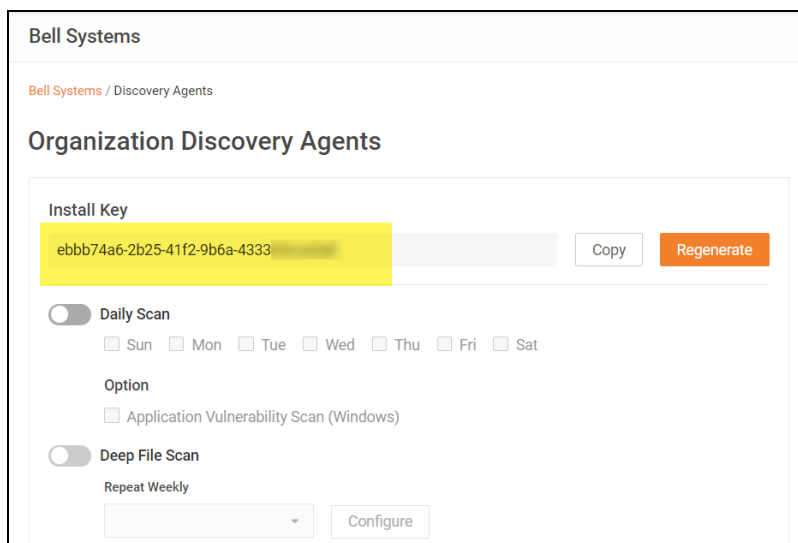 Bell Systems
Bell Systems / Discovery Agents
Organization Discovery Agents
Install Key
ebbb74a6-2b25-41f2-9b6a-4333
Copy
Regenerate
Daily Scan
Sun Mon Tue Wed Thu Fri Sat
Option
Application Vulnerability Scan (Windows)
Deep File Scan
Repeat Weekly
Configure